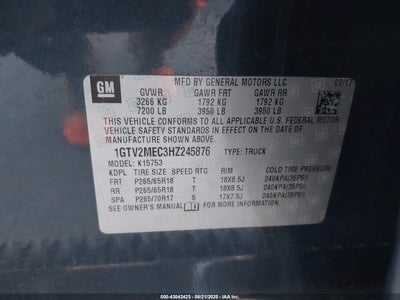 GM
MFD BY GENERAL MOTORS LLC 02/17
GVWR GAWR FRT GAWR RR
3266 KG 1792 KG 1792 KG
7200 LB 3950 LB 3950 LB
THIS VEHICLE CONFORMS TO ALL APPLICABLE U.S. FEDERAL MOTOR
VEHICLE SAFETY STANDARDS IN EFFECT ON THE DATE OF
MANUFACTURE SHOWN ABOVE.
1GTV2MEC3HZ245876 TYPE: TRUCK
MODEL: K15753
KDPL TIRE SIZE SPEED RTG RIM COLD TIRE PRESSURE
FRT P265/65R18 T 18X8.5J 240KPA(35PSI)
RR P265/65R18 T 18X8.5J 240KPA(35PSI)
SPA P265/70R17 S 17X7.5J 240KPA(35PSI)
SEE OWNER'S MANUAL
IAA 000-43042423 | 08/21/2025 | IAAI.com